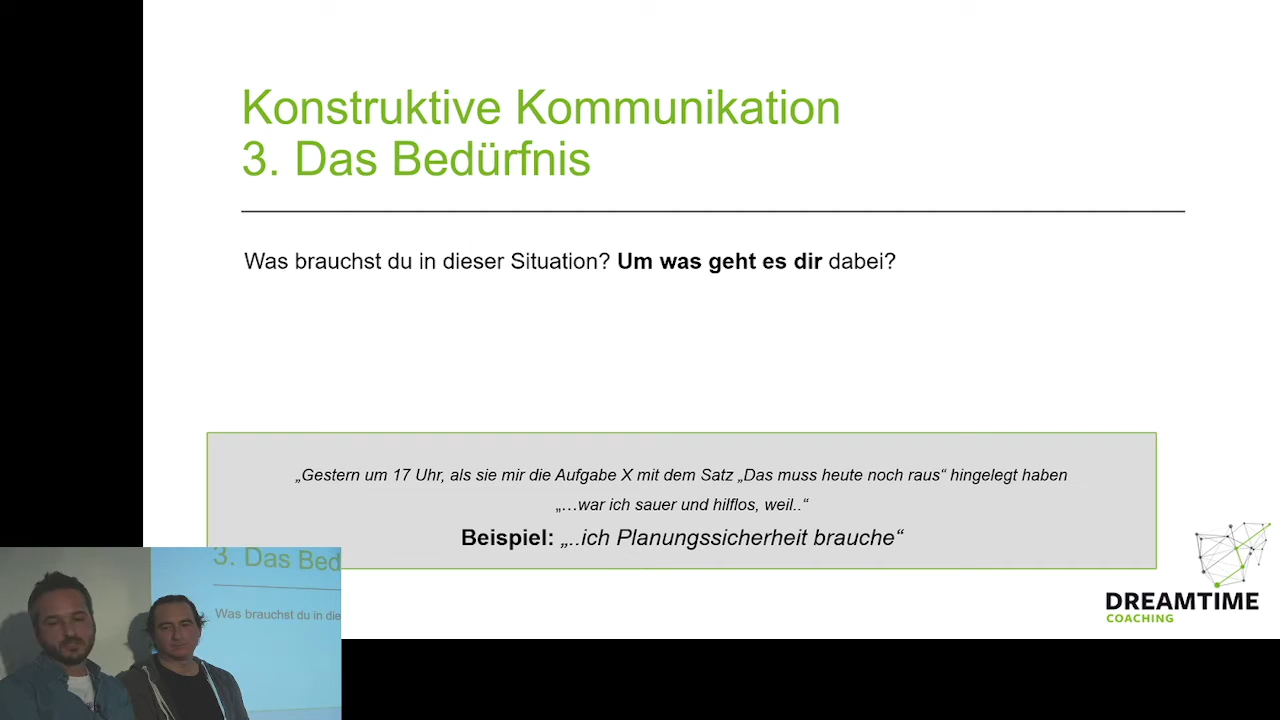 Konstruktive Kommunikation
3. Das Bedürfnis
Was brauchst du in dieser Situation? Um was geht es dir dabei?
„Gestern um 17 Uhr, als sie mir die Aufgabe X mit dem Satz „Das muss heute noch raus“ hingelegt haben
„…war ich sauer und hilflos, weil..“
Beispiel: „..ich Planungssicherheit brauche“
DREAMTIME
COACHING
3. Das Bed
Was brauchst du in die